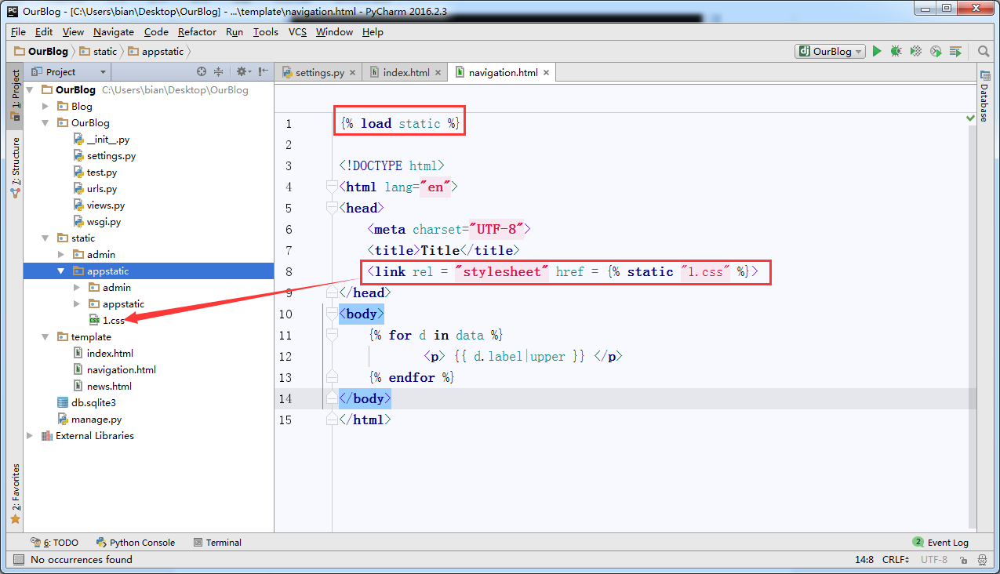 OurBlog - [C:\Users\bian\Desktop\OurBlog] - ...\template\navigation.html - PyCharm 2016.2.3
File Edit View Navigate Code Refactor Run Tools VCS Window Help
OurBlog static appstatic OurBlog
Project
settings.py index.html navigation.html
1: Project
7: Structure
2: Favorites
Database
OurBlog C:\Users\bian\Desktop\OurBlog
Blog
OurBlog
__init__.py
settings.py
test.py
urls.py
views.py
wsgi.py
static
admin
appstatic
admin
appstatic
1.css
template
index.html
navigation.html
news.html
db.sqlite3
manage.py
External Libraries
1 {% load static %}
2
3 <!DOCTYPE html>
4 <html lang="en">
5 <head>
6 <meta charset="UTF-8">
7 <title>Title</title>
8 <link rel = "stylesheet" href = {% static "1.css" %}>
9 </head>
10 <body>
11 {% for d in data %}
12 <p> {{ d.label|upper }} </p>
13 {% endfor %}
14 </body>
15 </html>
6: TODO Python Console Terminal 2 Event Log
No occurrences found 14:8 CRLF UTF-8